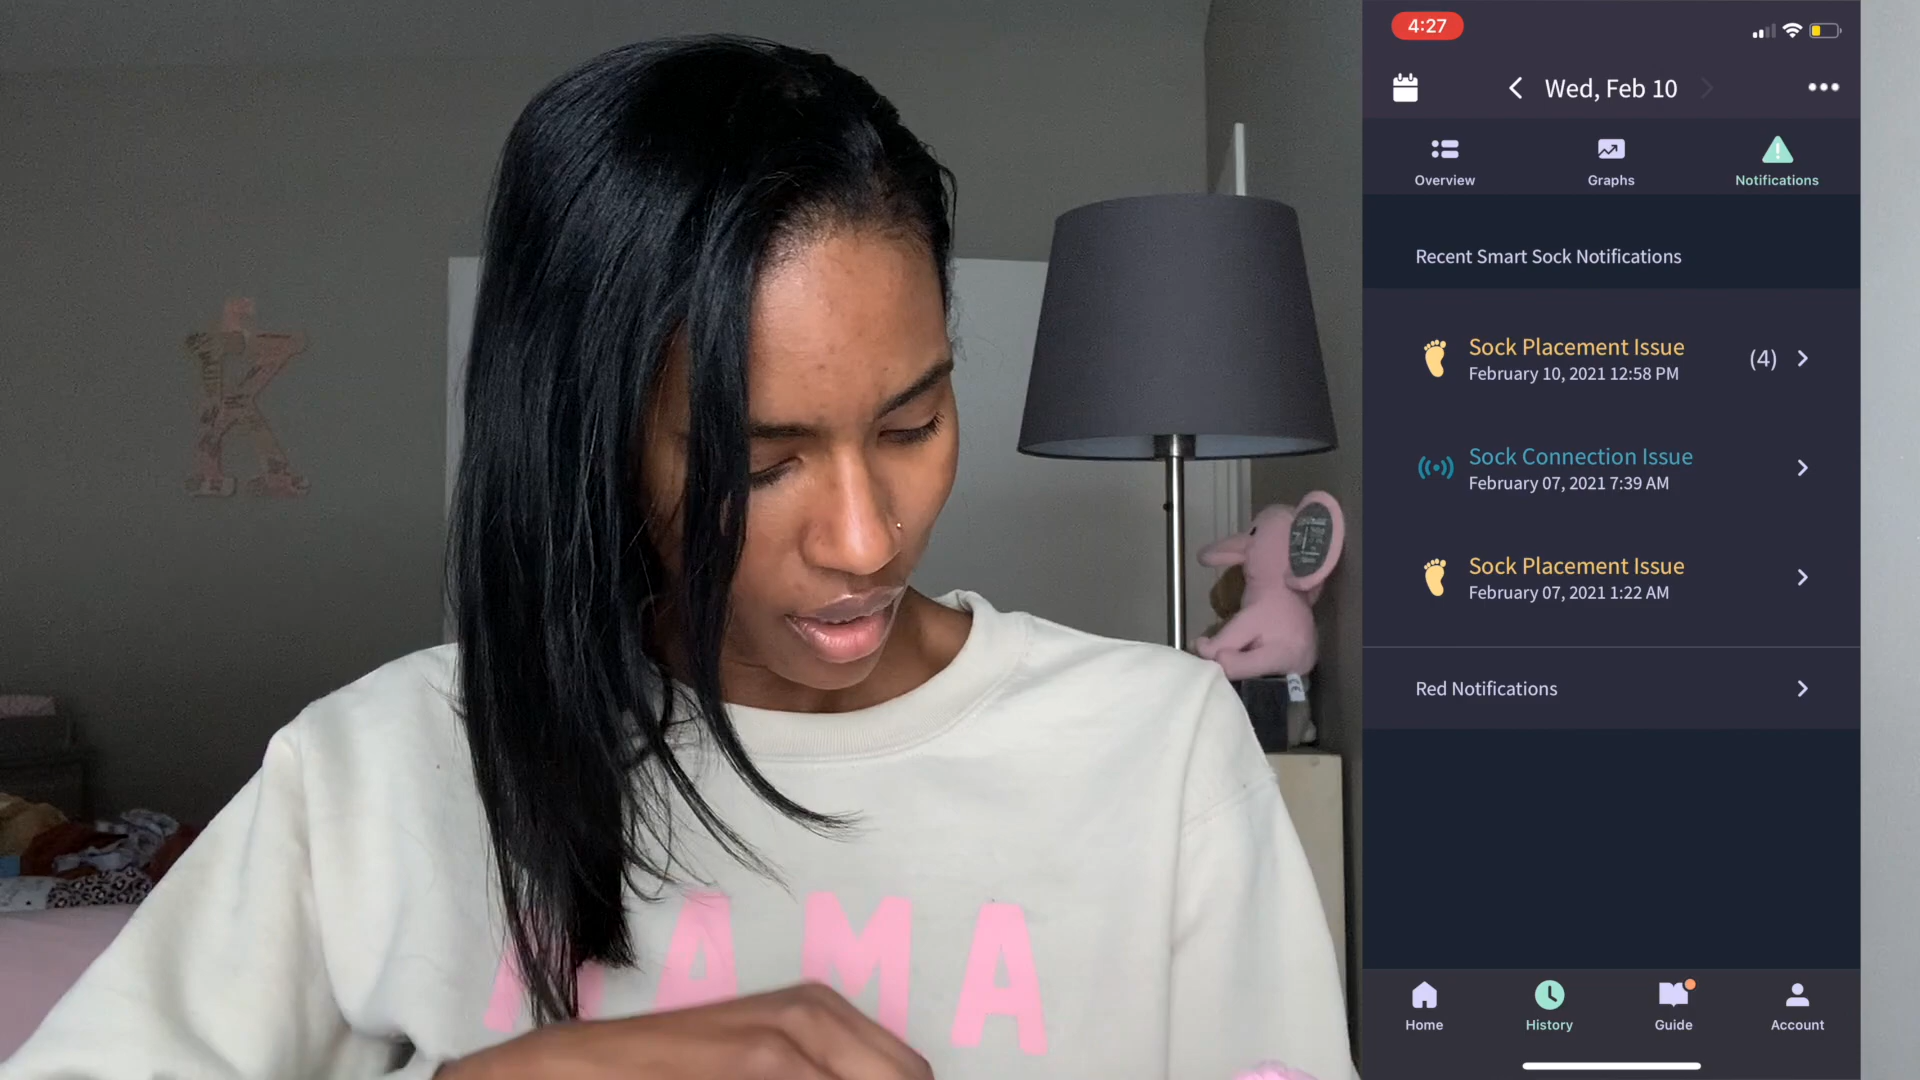 4:27
Wed, Feb 10
Overview
Graphs
Notifications
Recent Smart Sock Notifications
Sock Placement Issue
February 10, 2021 12:58 PM
(4)
Sock Connection Issue
February 07, 2021 7:39 AM
Sock Placement Issue
February 07, 2021 1:22 AM
Red Notifications
Home
History
Guide
Account
K
MAMA